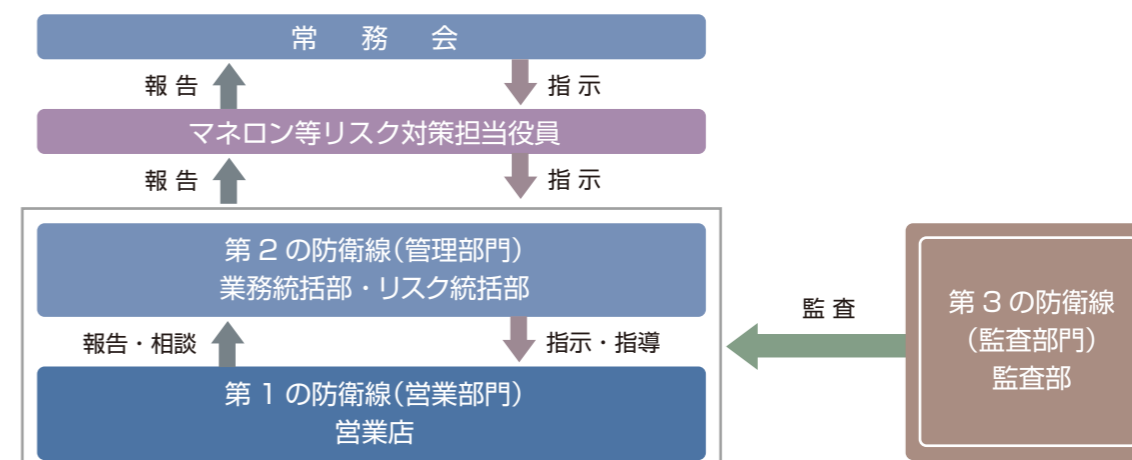 常 務 会
報 告
指 示
マネロン等リスク対策担当役員
報 告
指 示
第 2 の防衛線(管理部門)
業務統括部・リスク統括部
報告・相談
指示・指導
第 1 の防衛線(営業部門)
営業店
監 査
第 3 の防衛線
(監査部門)
監査部